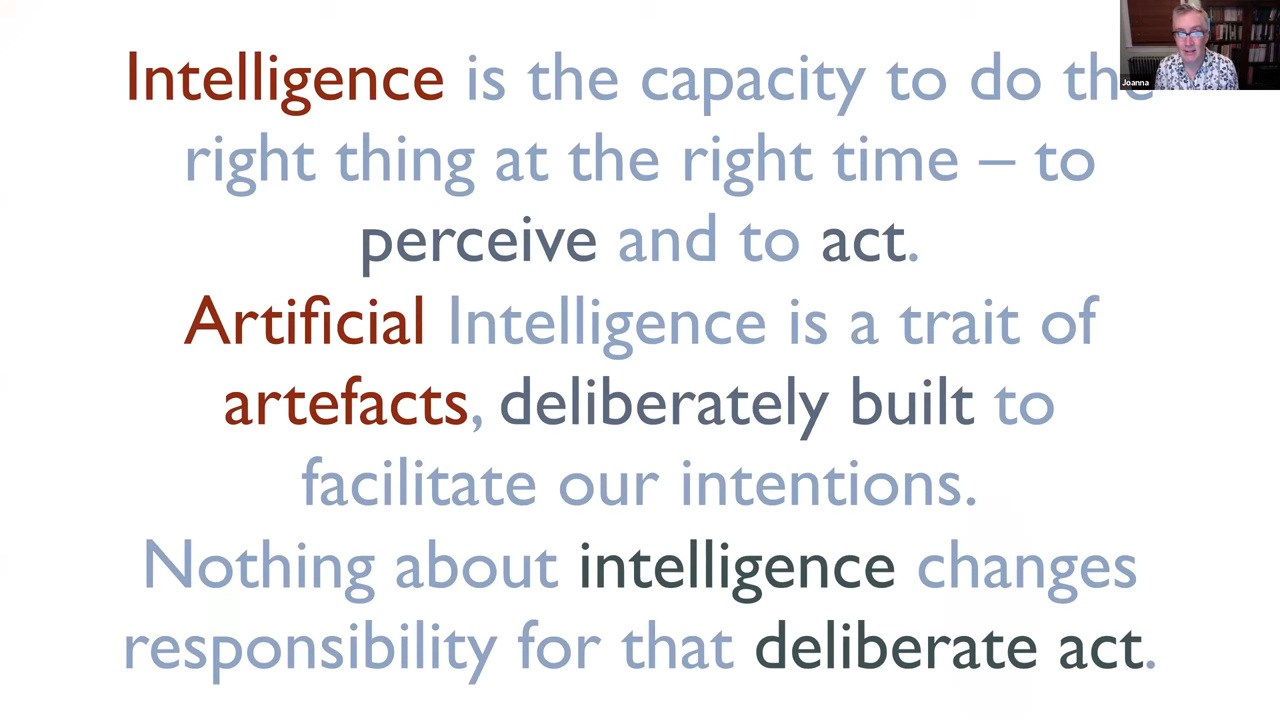 Intelligence is the capacity to do the
right thing at the right time – to
perceive and to act.
Artificial Intelligence is a trait of
artefacts, deliberately built to
facilitate our intentions.
Nothing about intelligence changes
responsibility for that deliberate act.
Joanna